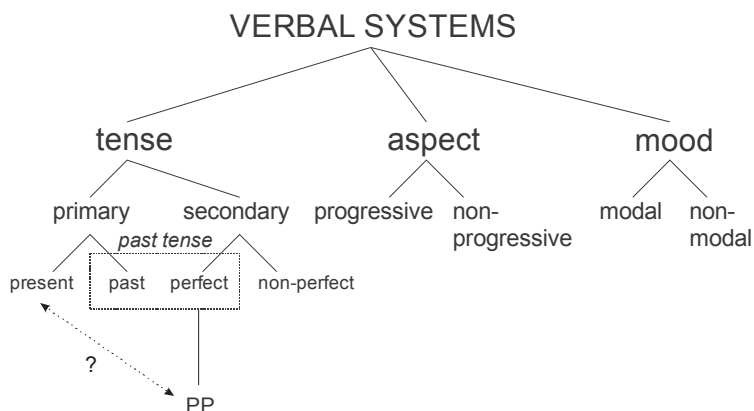 VERBAL SYSTEMS
tense aspect mood
primary secondary progressive non-progressive modal non-modal
past tense
present past perfect non-perfect
?
PP